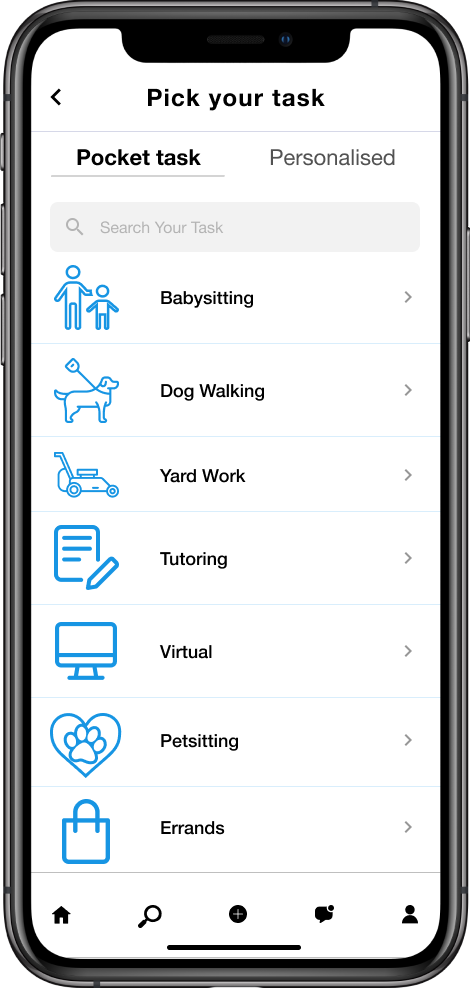 Pick your task
Pocket task Personalised
Search Your Task
Babysitting
Dog Walking
Yard Work
Tutoring
Virtual
Petsitting
Errands